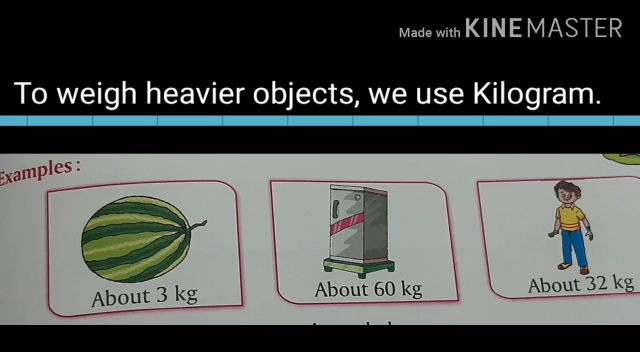 Made with KINEMASTER
To weigh heavier objects, we use Kilogram.
Examples:
About 3 kg
About 60 kg
About 32 kg